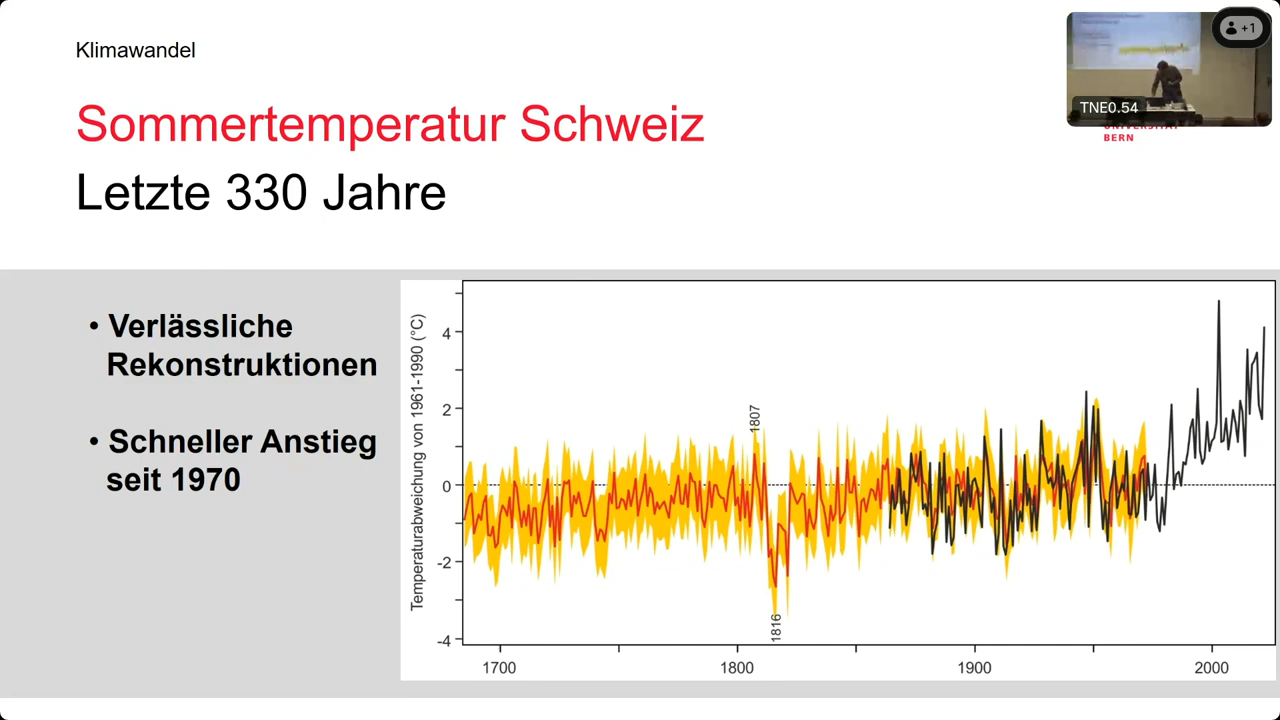 Klimawandel
Sommertemperatur Schweiz
Letzte 330 Jahre
+1
TNE0.54
UNIVERSITÄT
BERN
• Verlässliche
Rekonstruktionen
• Schneller Anstieg
seit 1970
Temperaturabweichung von 1961-1990 (°C)
4
2
0
-2
-4
1807
1816
1700
1800
1900
2000